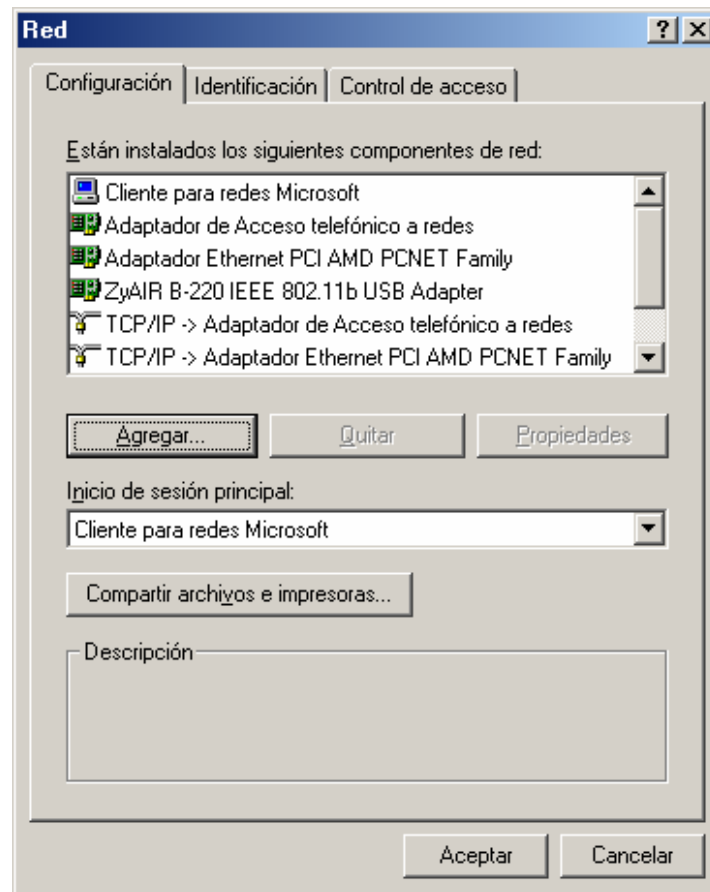 Red
Configuración Identificación Control de acceso
Están instalados los siguientes componentes de red:
Cliente para redes Microsoft
Adaptador de Acceso telefónico a redes
Adaptador Ethernet PCI AMD PCNET Family
ZyAIR B-220 IEEE 802.11b USB Adapter
TCP/IP -> Adaptador de Acceso telefónico a redes
TCP/IP -> Adaptador Ethernet PCI AMD PCNET Family
Agregar... Quitar Propiedades
Inicio de sesión principal:
Cliente para redes Microsoft
Compartir archivos e impresoras...
Descripción
Aceptar Cancelar